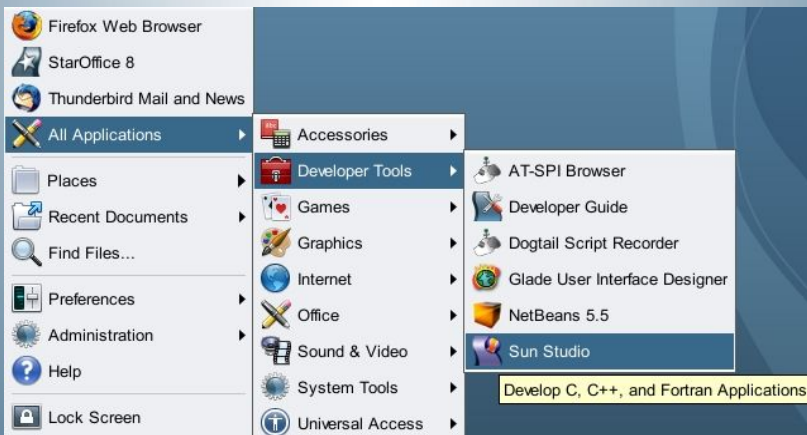 Firefox Web Browser
StarOffice 8
Thunderbird Mail and News
All Applications
Places
Recent Documents
Find Files...
Preferences
Administration
Help
Lock Screen
Accessories
Developer Tools
Games
Graphics
Internet
Office
Sound & Video
System Tools
Universal Access
AT-SPI Browser
Developer Guide
Dogtail Script Recorder
Glade User Interface Designer
NetBeans 5.5
Sun Studio
Develop C, C++, and Fortran Applications